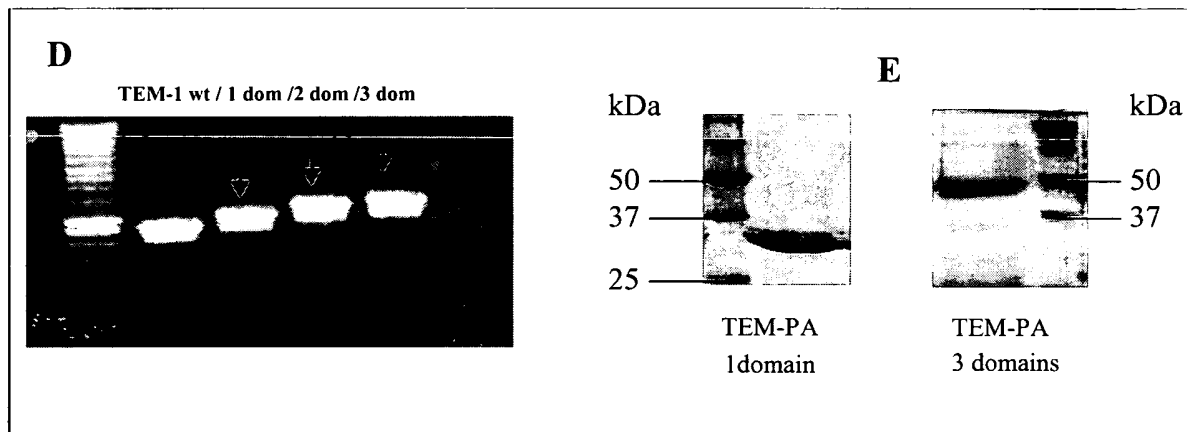 D
TEM-1 wt / 1 dom /2 dom /3 dom
E
kDa
50
37
25
TEM-PA
1domain
kDa
50
37
TEM-PA
3 domains